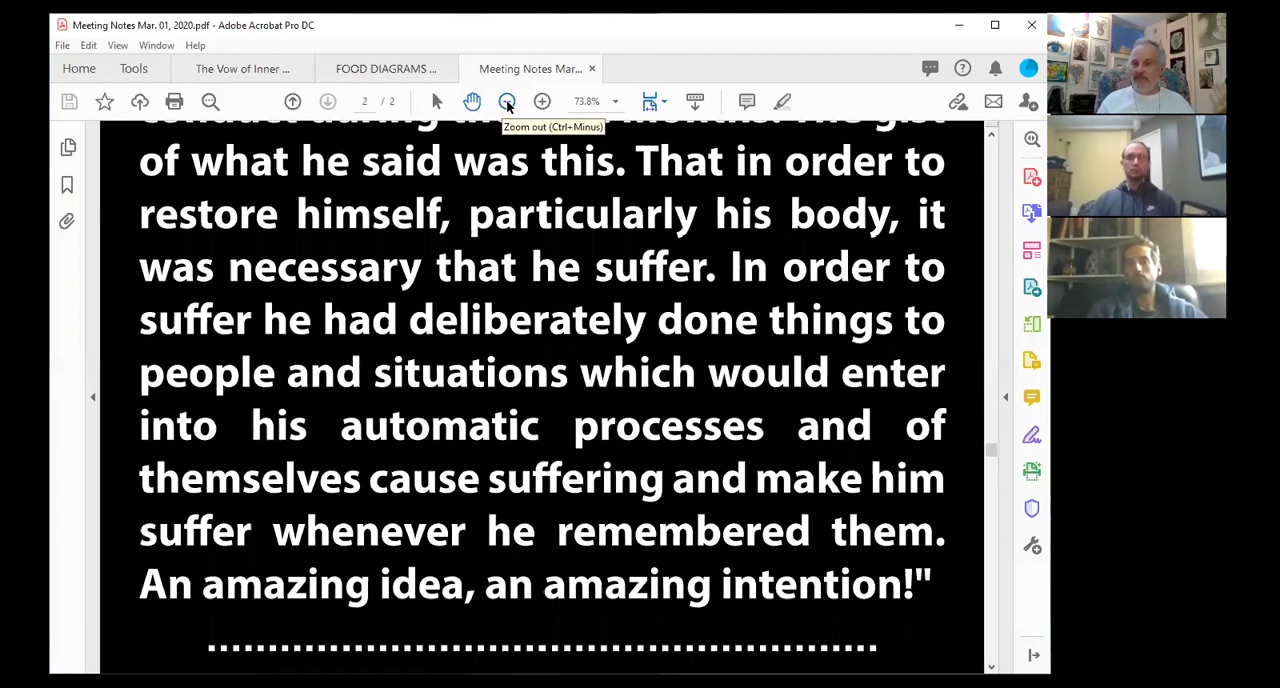 Meeting Notes Mar. 01, 2020.pdf - Adobe Acrobat Pro DC
File Edit View Window Help
Home Tools The Vow of Inner ... FOOD DIAGRAMS ... Meeting Notes Mar... ×
2 / 2 73.8%
Zoom out (Ctrl+Minus)
of what he said was this. That in order to
restore himself, particularly his body, it
was necessary that he suffer. In order to
suffer he had deliberately done things to
people and situations which would enter
into his automatic processes and of
themselves cause suffering and make him
suffer whenever he remembered them.
An amazing idea, an amazing intention!"